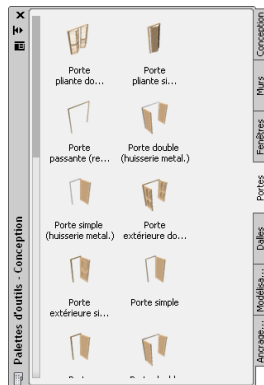 Porte
pliante do...
Porte
pliante si...
Porte
passante (re...
Porte double
(huisserie metal.)
Porte simple
(huisserie metal.)
Porte
extérieure do...
Porte
extérieure si...
Porte simple
Conception
Murs
Fenêtres
Portes
Dalles
Modélisa...
Ancrage...
Palettes d'outils - Conception